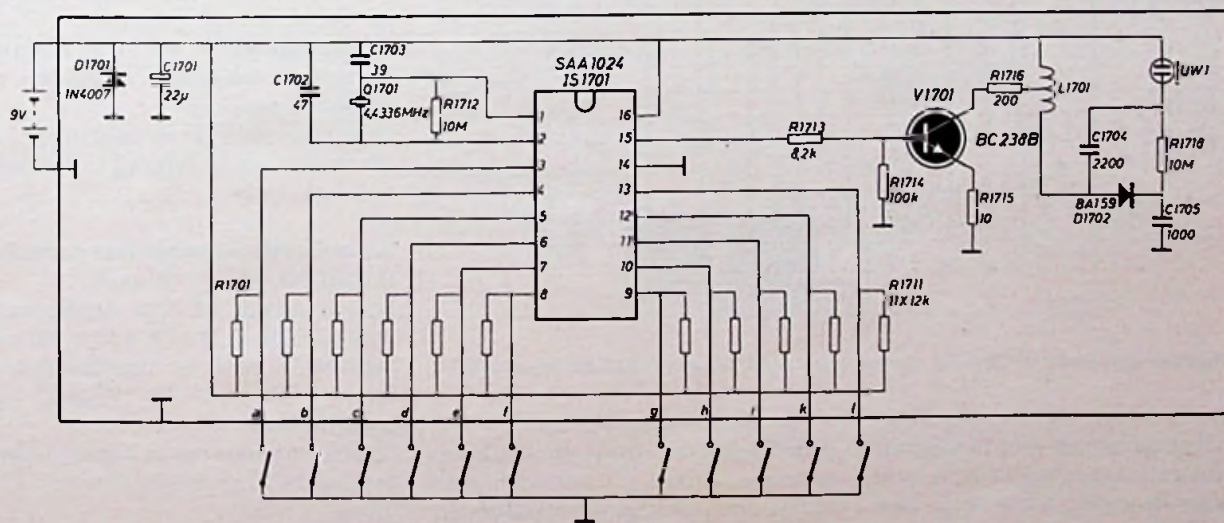 D1701
1N4007
C1701
22µ
9V
C1702
47
C1703
39
Q1701
4,4336MHz
R1712
10M
SAA1024
IS1701
1
2
3
4
5
6
7
8
16
15
14
13
12
11
10
9
R1713
8,2k
R1714
100k
V1701
BC238B
R1715
10
R1716
200
L1701
UW1
C1704
2200
R1718
10M
BA159
D1702
C1705
1000
R1701
R1711
11X12k
a b c d e f g h i k l